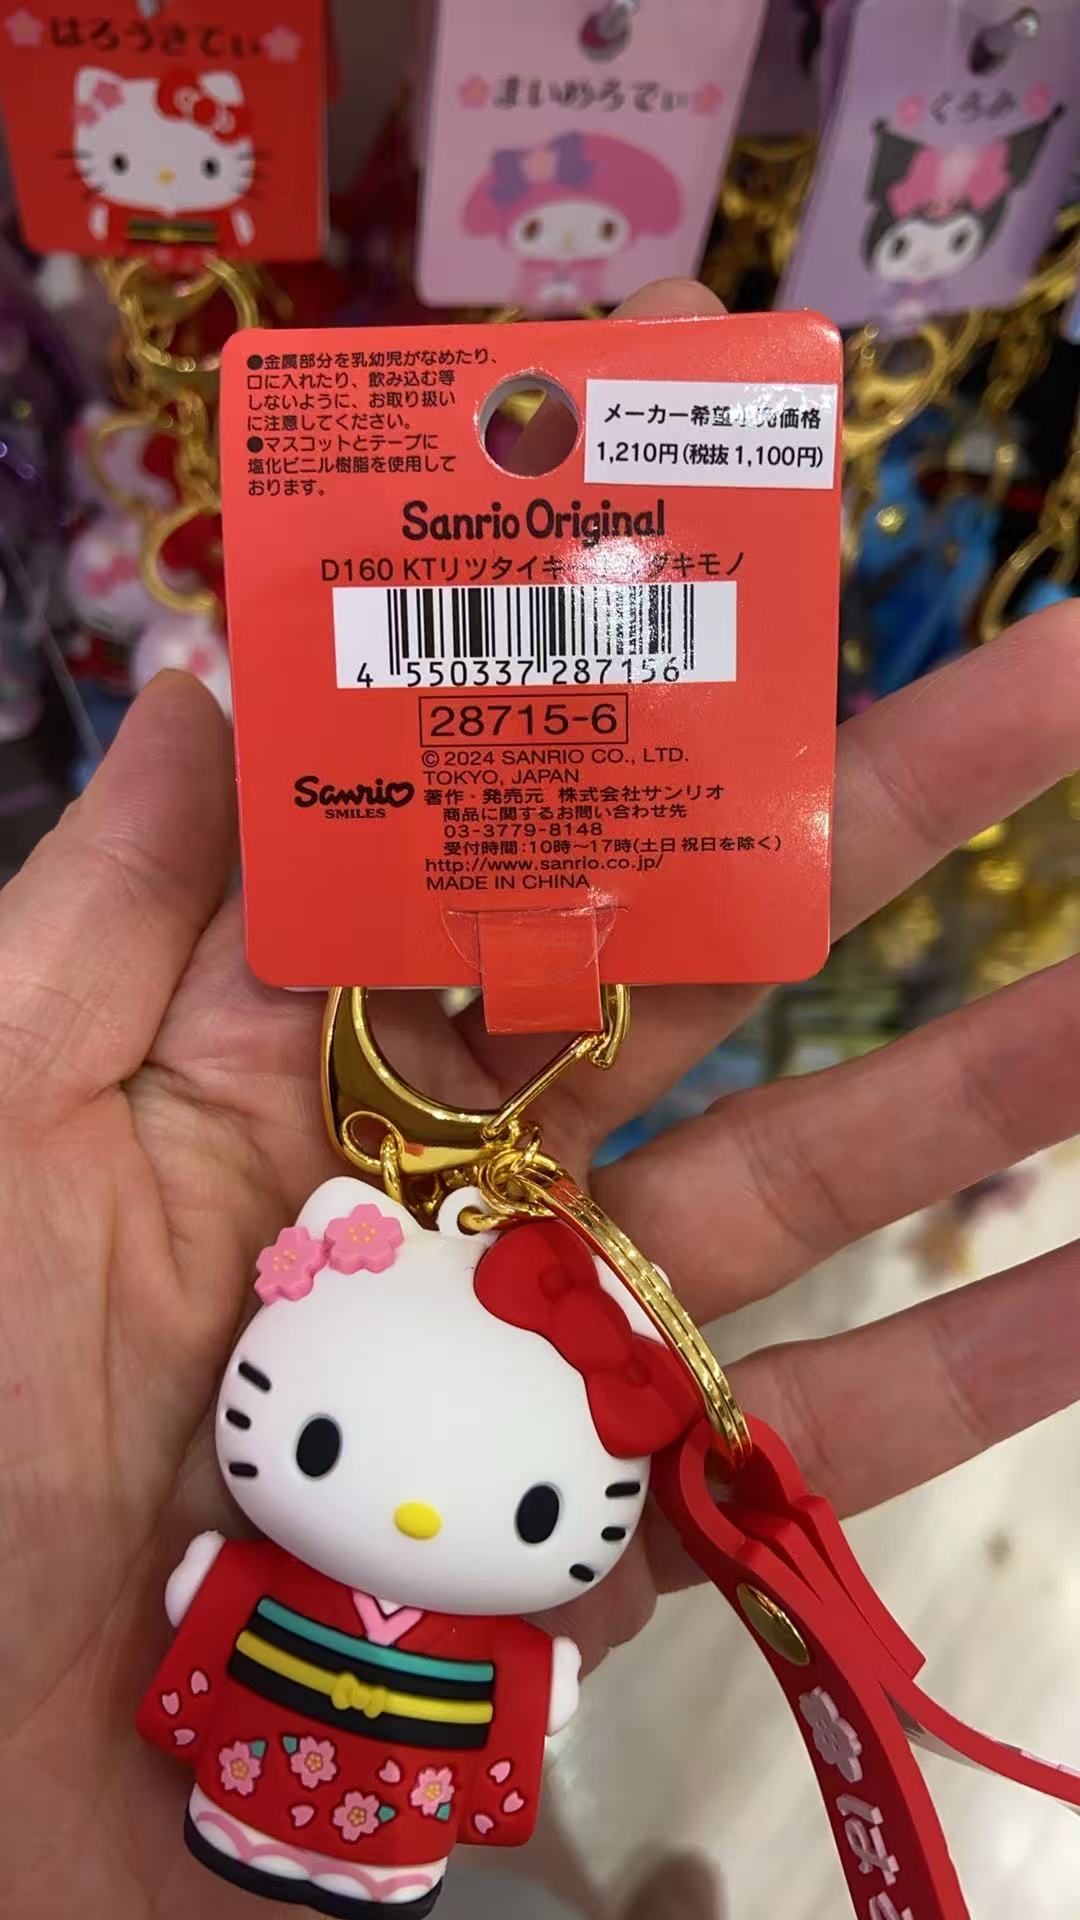 はろうきてぃ
まいめろでぃ
くろみ
●金属部分を乳幼児がなめたり、
口に入れたり、飲み込む等
しないように、お取り扱い
に注意してください。
●マスコットとテープに
塩化ビニル樹脂を使用して
おります。
メーカー希望小売価格
1,210円(税抜1,100円)
Sanrio Original
D160 KTリツタイキ
キモノ
4 550337 287156
28715-6
© 2024 SANRIO CO., LTD.
TOKYO, JAPAN
Sanrio
SMILES
著作・発売元 株式会社サンリオ
商品に関するお問い合わせ先
03-3779-8148
受付時間:10時～17時(土日祝日を除く)
http://www.sanrio.co.jp/
MADE IN CHINA
は